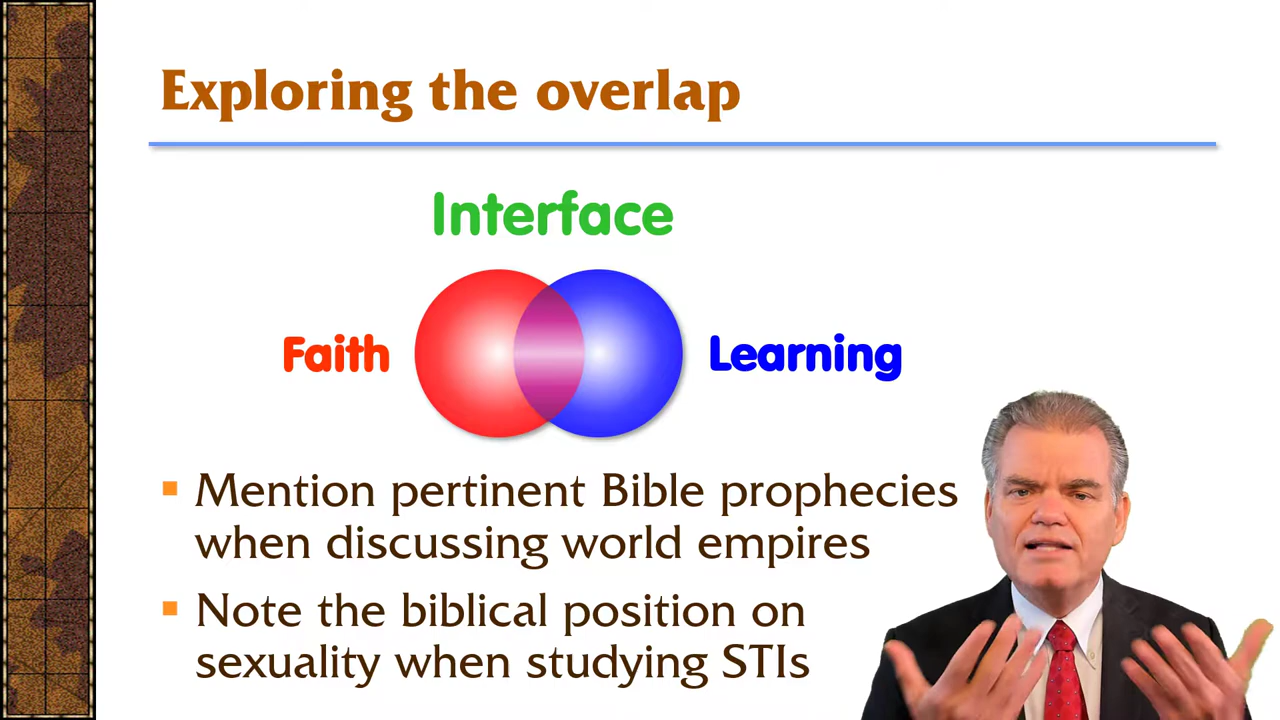 Exploring the overlap
Interface
Faith
Learning
Mention pertinent Bible prophecies
when discussing world empires
Note the biblical position on
sexuality when studying STIs